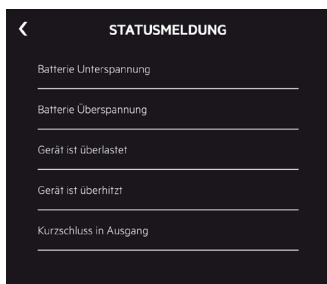 STATUSMELDUNG
Batterie Unterspannung
Batterie Überspannung
Gerät ist überlastet
Gerät ist überhitzt
Kurzschluss in Ausgang